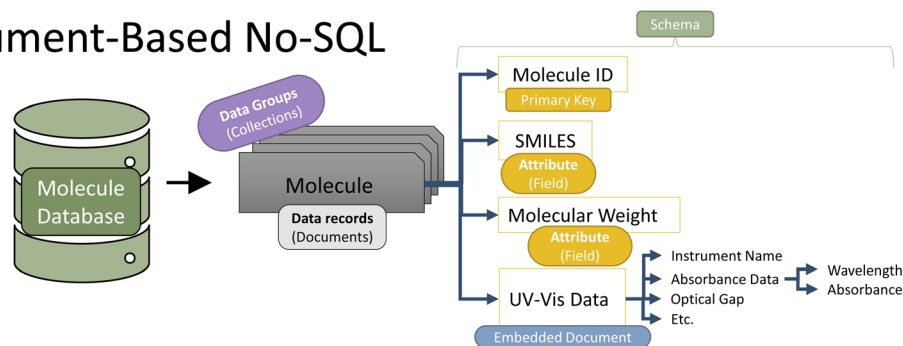 ument-Based No-SQL
Schema
Molecule
Database
Data Groups
(Collections)
Molecule
Data records
(Documents)
Molecule ID
Primary Key
SMILES
Attribute
(Field)
Molecular Weight
Attribute
(Field)
UV-Vis Data
Embedded Document
Instrument Name
Absorbance Data
Optical Gap
Etc.
Wavelength
Absorbance